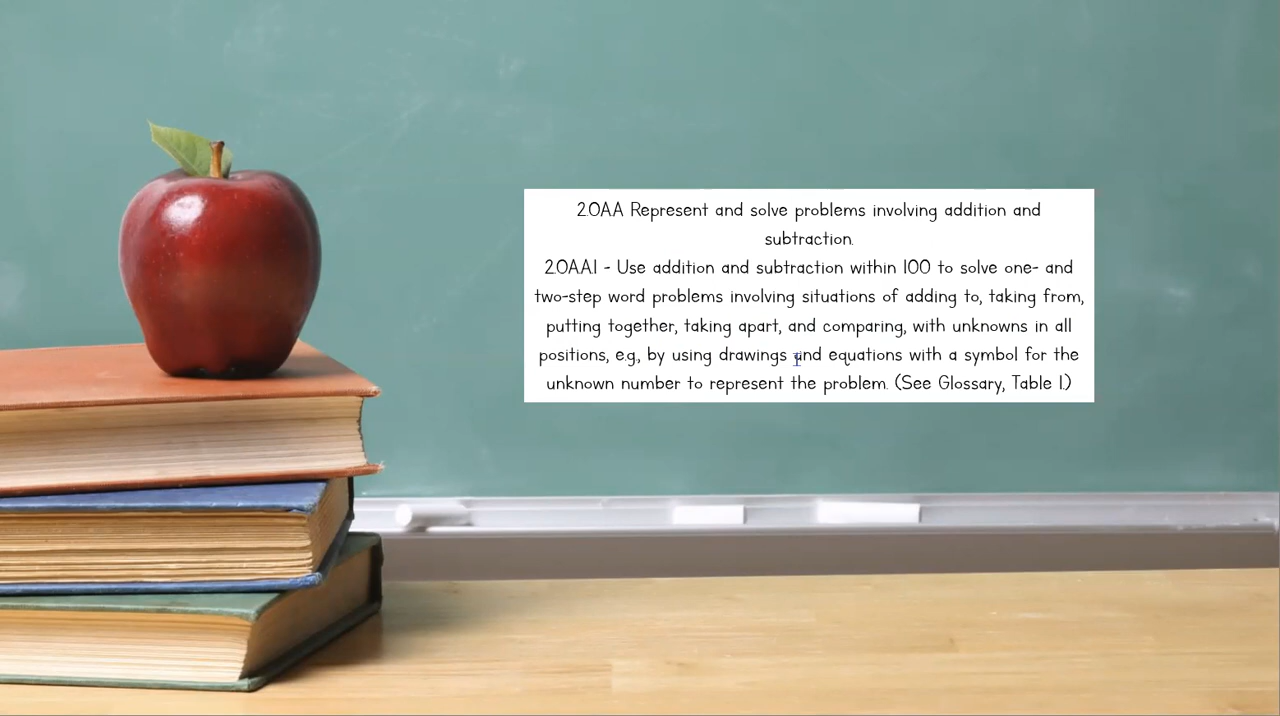 2.OA.A Represent and solve problems involving addition and
subtraction.
2.OA.A.1 - Use addition and subtraction within 100 to solve one- and
two-step word problems involving situations of adding to, taking from,
putting together, taking apart, and comparing, with unknowns in all
positions, e.g., by using drawings and equations with a symbol for the
unknown number to represent the problem. (See Glossary, Table 1.)